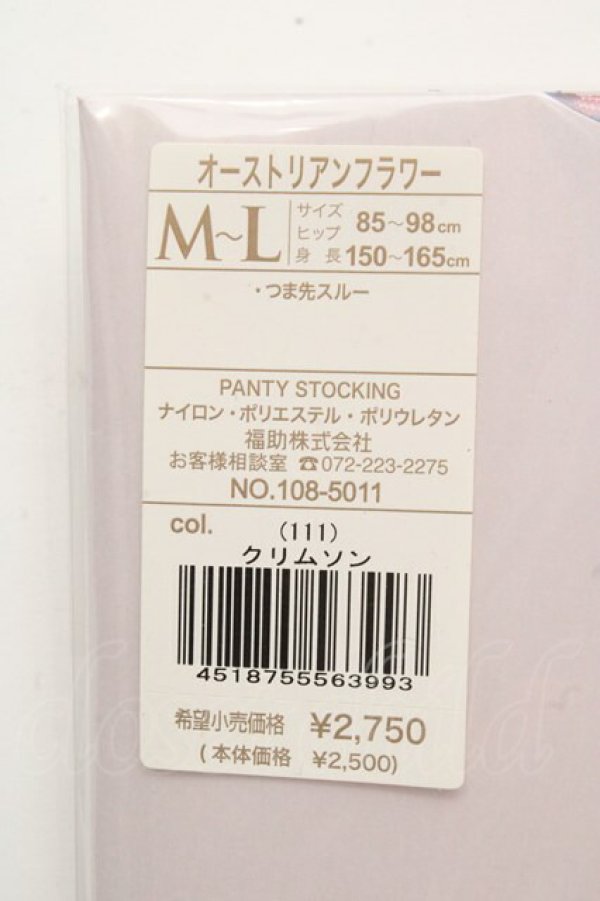 オーストリアンフラワー
M~L
サイズ
ヒップ 85~98cm
身長 150~165cm
・つま先スルー
PANTY STOCKING
ナイロン・ポリエステル・ポリウレタン
福助株式会社
お客様相談室 ☎072-223-2275
NO.108-5011
col. (111)
クリムソン
4518755563993
希望小売価格 ¥2,750
(本体価格 ¥2,500)